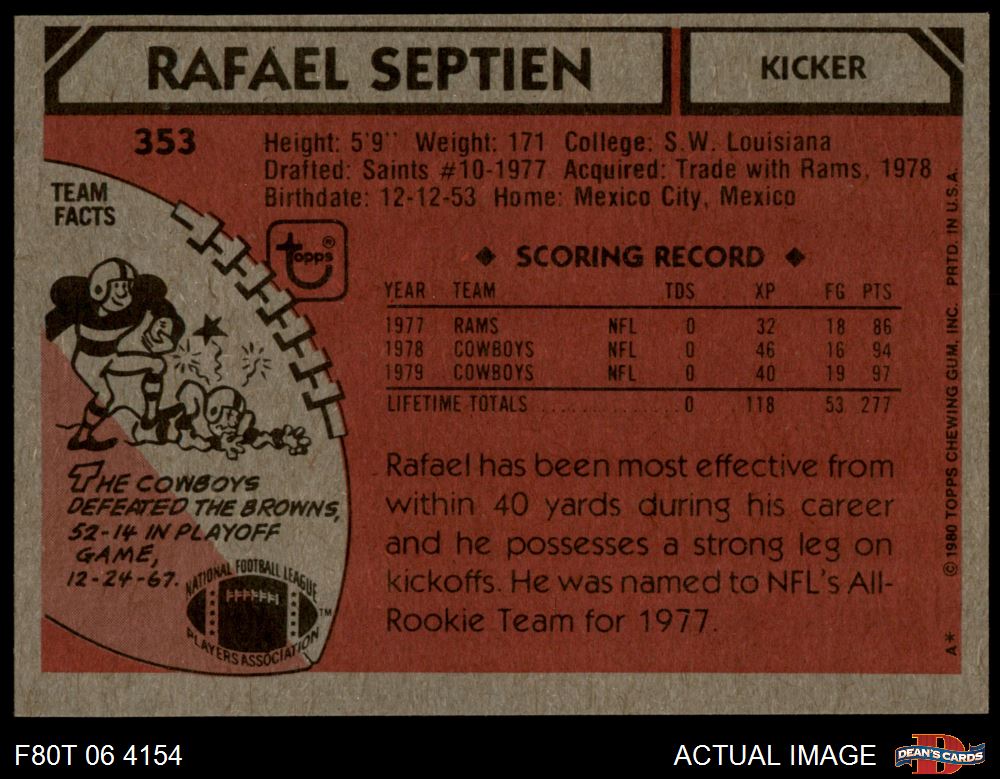 RAFAEL SEPTIEN
KICKER
353
Height: 5'9" Weight: 171 College: S.W. Louisiana
Drafted: Saints #10-1977 Acquired: Trade with Rams, 1978
Birthdate: 12-12-53 Home: Mexico City, Mexico
TEAM
FACTS
topps®
◆ SCORING RECORD ◆
YEAR TEAM TDS XP FG PTS
1977 RAMS NFL 0 32 18 86
1978 COWBOYS NFL 0 46 16 94
1979 COWBOYS NFL 0 40 19 97
LIFETIME TOTALS ............... 0 118 53 277
THE COWBOYS
DEFEATED THE BROWNS,
52-14 IN PLAYOFF
GAME,
12-24-67.
NATIONAL FOOTBALL LEAGUE
PLAYERS ASSOCIATION
TM
Rafael has been most effective from
within 40 yards during his career
and he possesses a strong leg on
kickoffs. He was named to NFL's All-
Rookie Team for 1977.
A* ©1980 TOPPS CHEWING GUM, INC. PRTD. IN U.S.A.
F80T 06 4154
ACTUAL IMAGE
D
DEAN'S CARDS